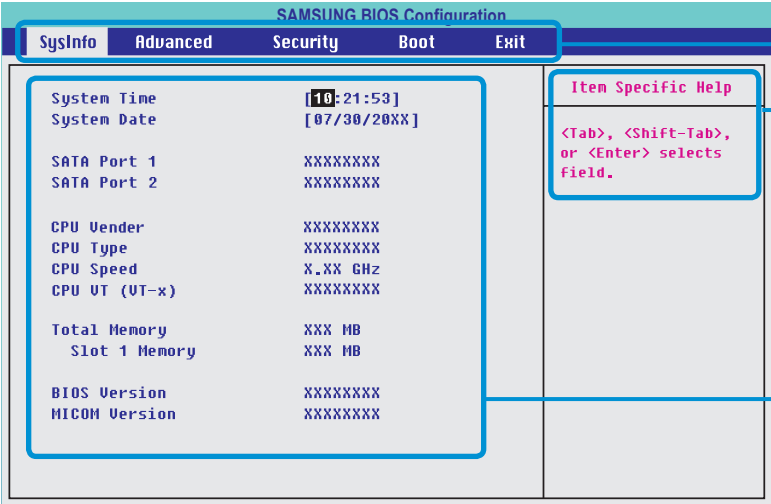 SAMSUNG BIOS Configuration
SysInfo Advanced Security Boot Exit
System Time [10:21:53]
System Date [07/30/20XX]
SATA Port 1 XXXXXXXX
SATA Port 2 XXXXXXXX
CPU Vender XXXXXXXX
CPU Type XXXXXXXX
CPU Speed X.XX GHz
CPU VT (VT-x) XXXXXXXX
Total Memory XXX MB
Slot 1 Memory XXX MB
BIOS Version XXXXXXXX
MICOM Version XXXXXXXX
Item Specific Help
<Tab>, <Shift-Tab>,
or <Enter> selects
field.